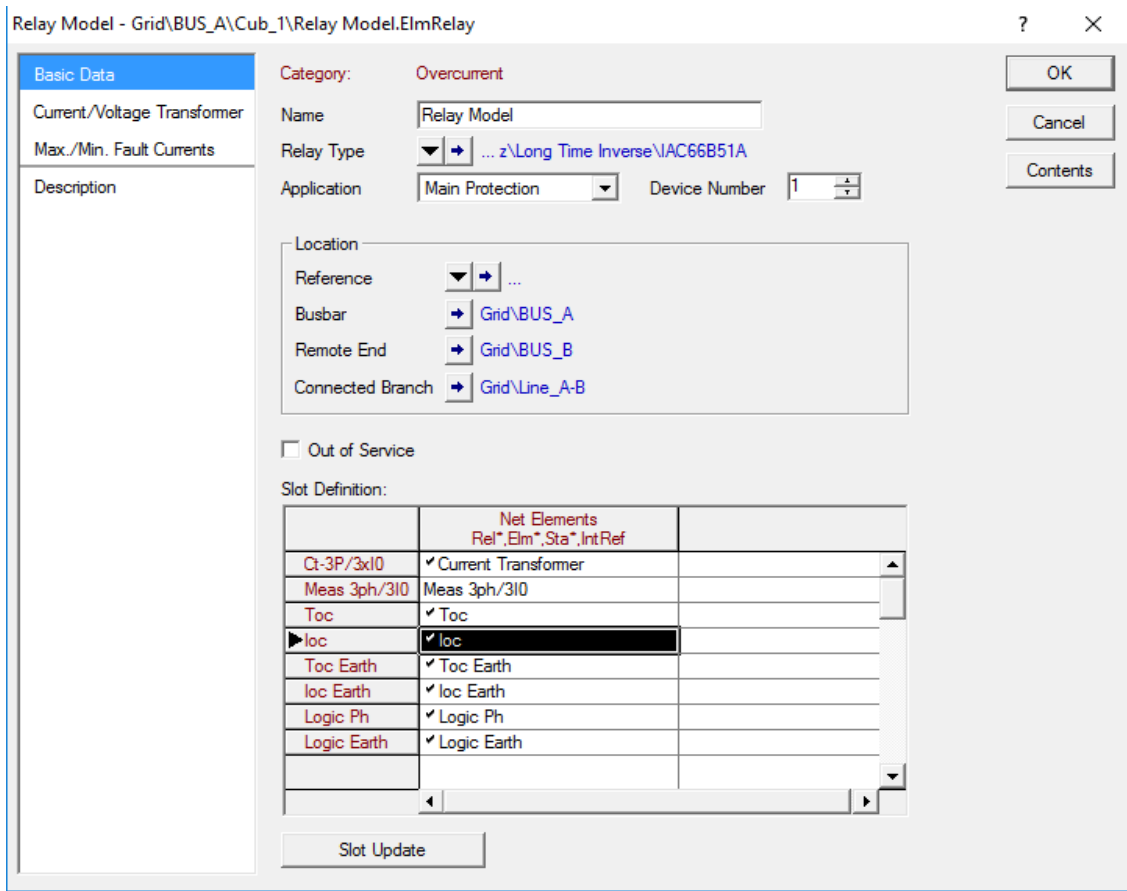 Relay Model - Grid\BUS_A\Cub_1\Relay Model.ElmRelay ?
Basic Data
Current/Voltage Transformer
Max./Min. Fault Currents
Description
Category: Overcurrent
Name Relay Model
Relay Type ... z\Long Time Inverse\IAC66B51A
Application Main Protection Device Number 1
Location
Reference ...
Busbar Grid\BUS_A
Remote End Grid\BUS_B
Connected Branch Grid\Line_A-B
Out of Service
Slot Definition:
Net Elements
Rel*,Elm*,Sta*,IntRef
Ct-3P/3xI0 Current Transformer
Meas 3ph/3I0 Meas 3ph/3I0
Toc Toc
Ioc Ioc
Toc Earth Toc Earth
Ioc Earth Ioc Earth
Logic Ph Logic Ph
Logic Earth Logic Earth
Slot Update
OK
Cancel
Contents